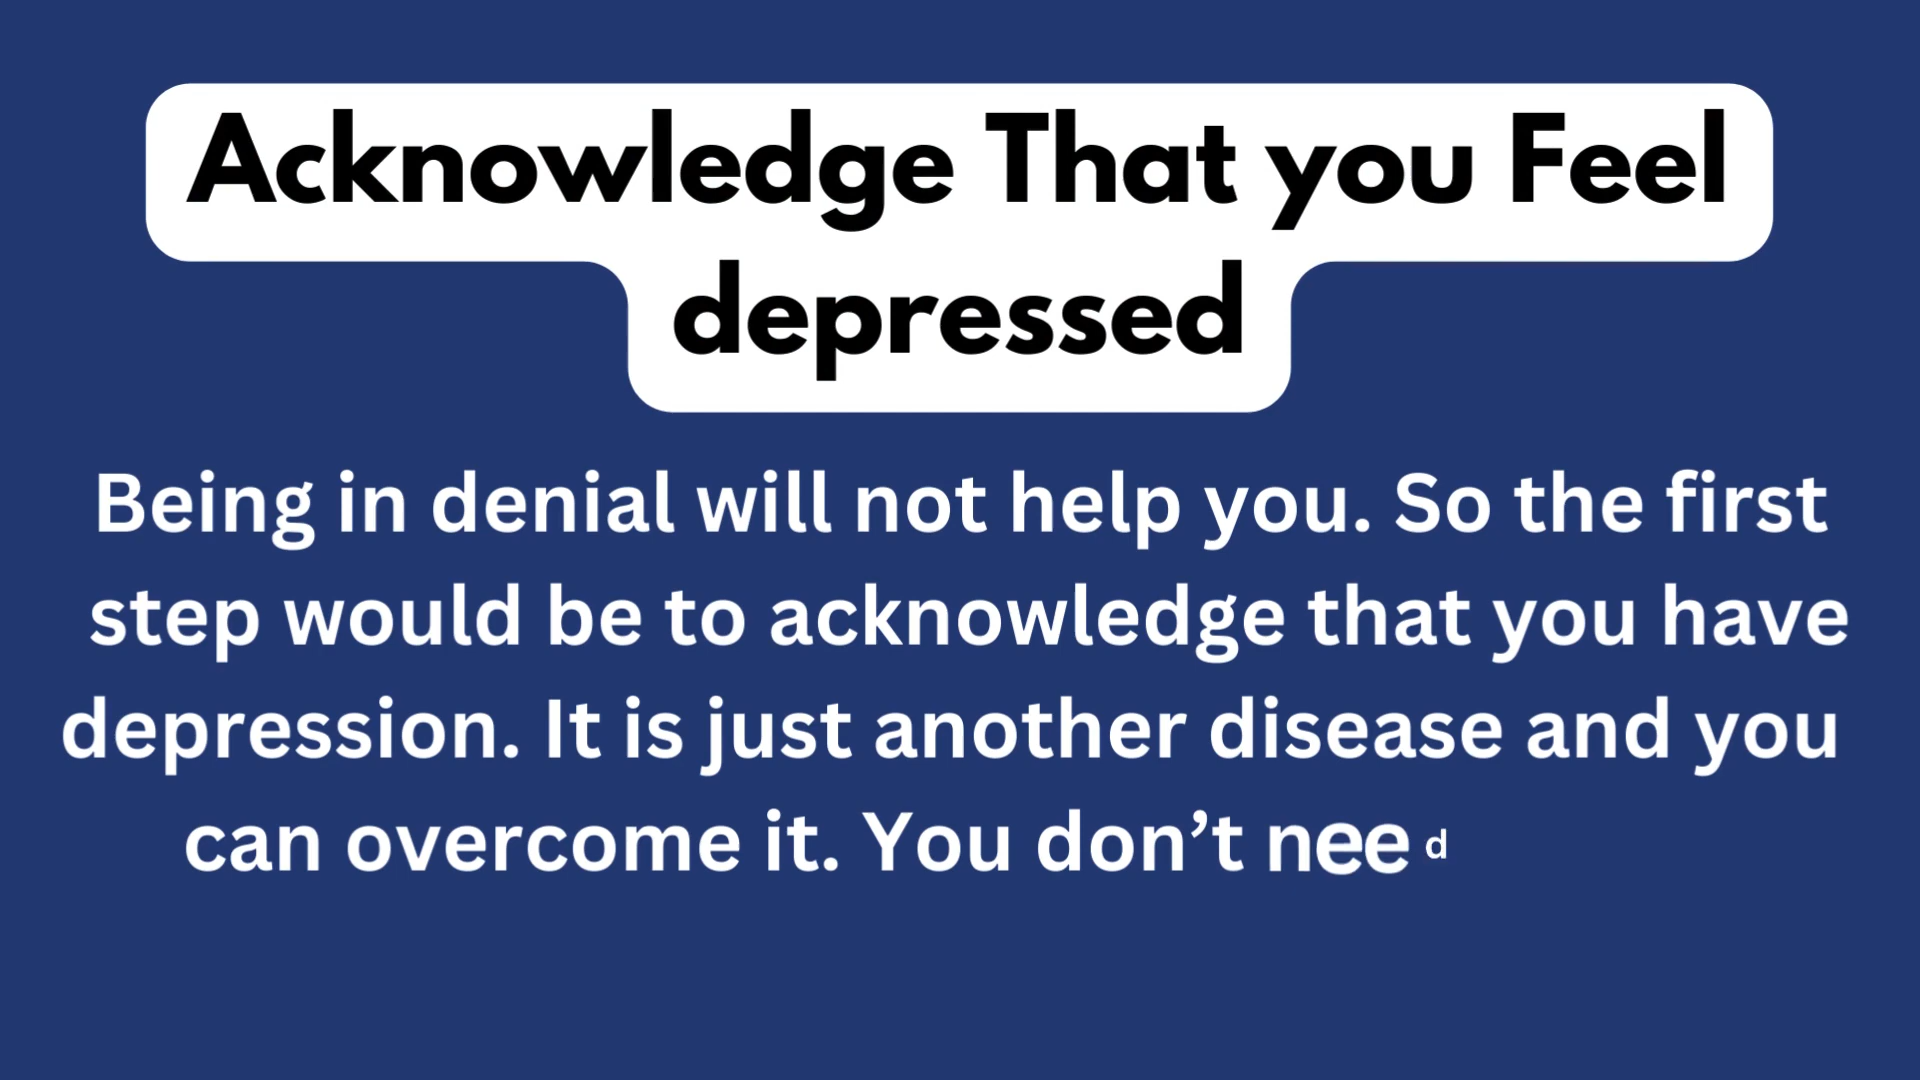 Acknowledge That you Feel
depressed
Being in denial will not help you. So the first
step would be to acknowledge that you have
depression. It is just another disease and you
can overcome it. You don’t need